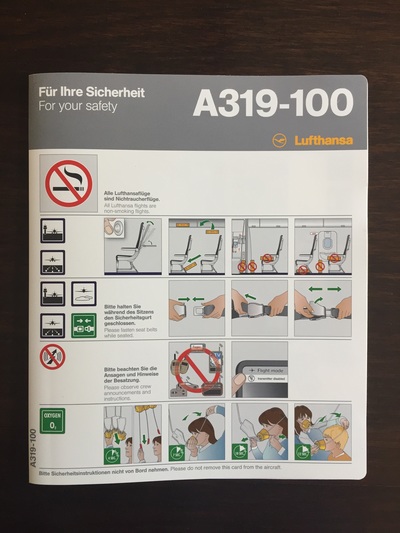 Für Ihre Sicherheit
For your safety
A319-100
Lufthansa
Alle Lufthansaflüge
sind Nichtraucherflüge.
All Lufthansa flights are
non-smoking flights.
Bitte halten Sie
während des Sitzens
den Sicherheitsgurt
geschlossen.
Please fasten seat belts
while seated.
Bitte beachten Sie die
Ansagen und Hinweise
der Besatzung.
Please observe crew
announcements and
instructions.
Flight mode
OXYGEN
O₂
A319-100
Bitte Sicherheitsinstruktionen nicht von Bord nehmen. Please do not remove this card from the aircraft.